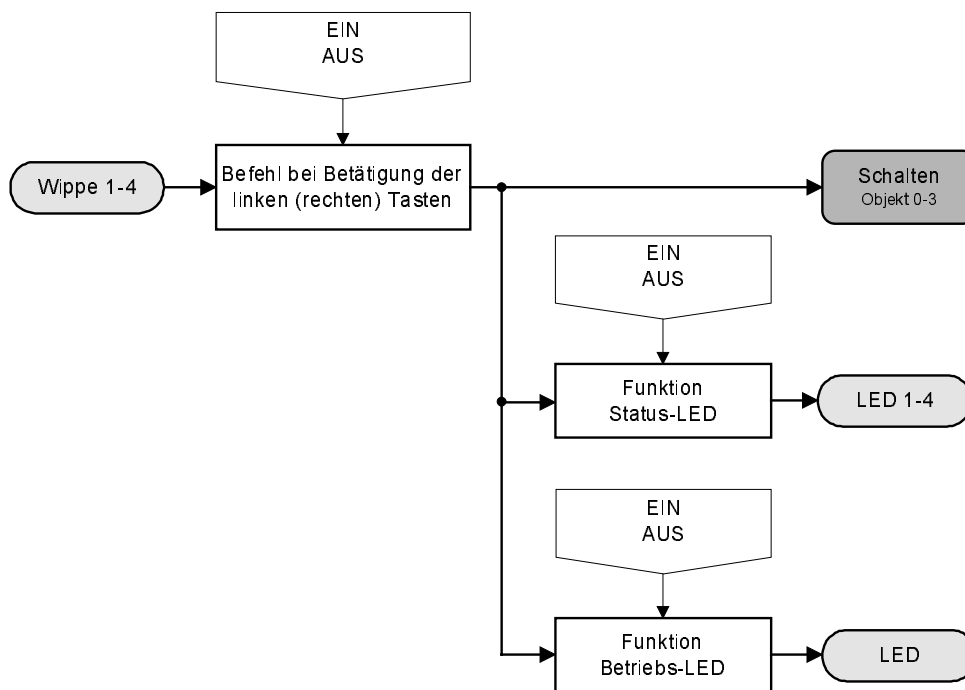 EIN
AUS
Wippe 1-4
Befehl bei Betätigung der
linken (rechten) Tasten
Schalten
Objekt 0-3
EIN
AUS
Funktion
Status-LED
LED 1-4
EIN
AUS
Funktion
Betriebs-LED
LED